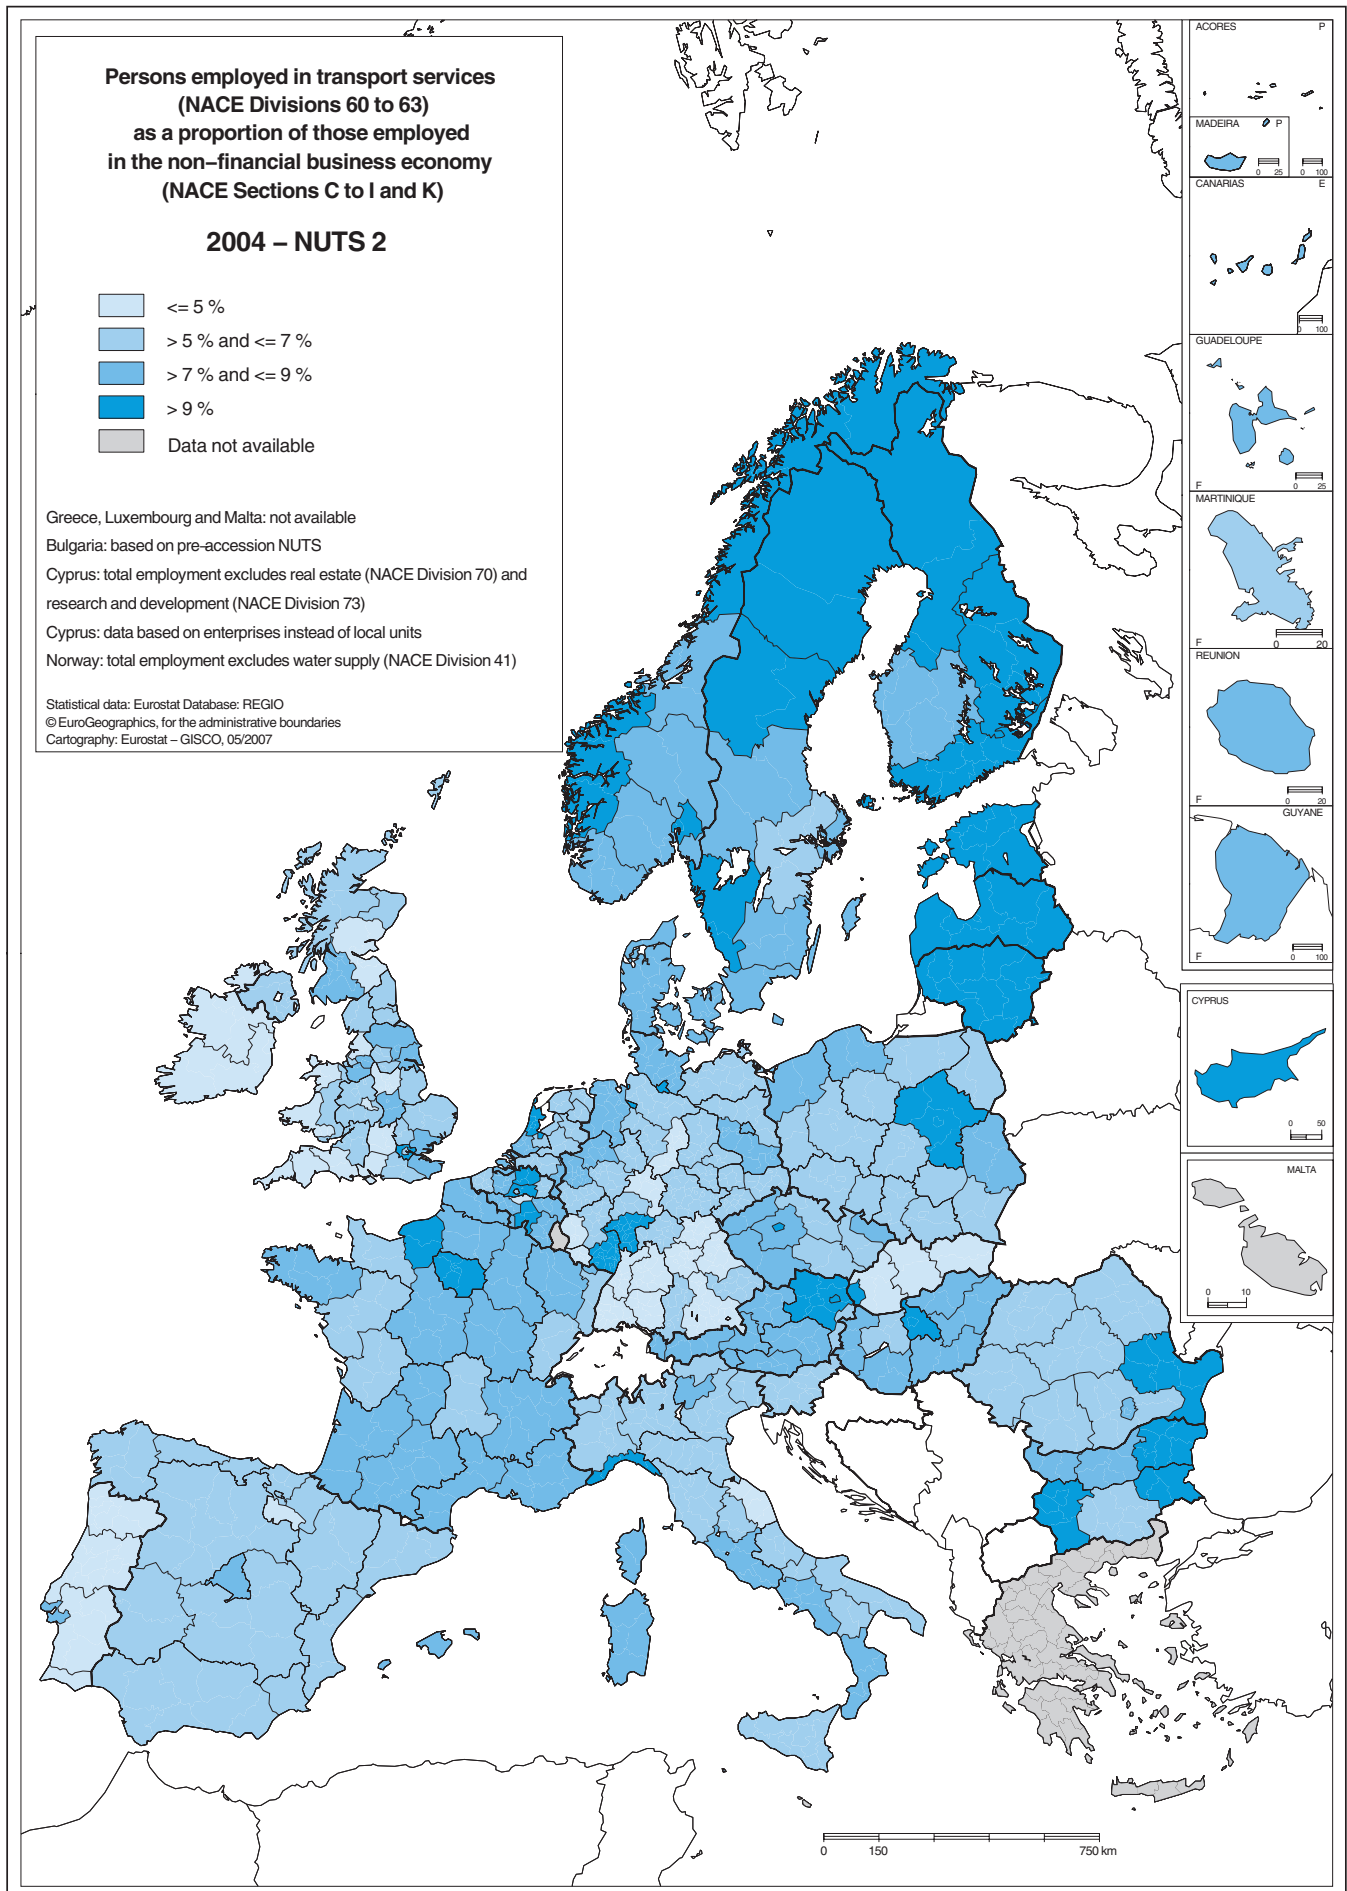 Persons employed in transport services
(NACE Divisions 60 to 63)
as a proportion of those employed
in the non−financial business economy
(NACE Sections C to I and K)
2004 − NUTS 2
<= 5 %
> 5 % and <= 7 %
> 7 % and <= 9 %
> 9 %
Data not available
Greece, Luxembourg and Malta: not available
Bulgaria: based on pre-accession NUTS
Cyprus: total employment excludes real estate (NACE Division 70) and
research and development (NACE Division 73)
Cyprus: data based on enterprises instead of local units
Norway: total employment excludes water supply (NACE Division 41)
Statistical data: Eurostat Database: REGIO
© EuroGeographics, for the administrative boundaries
Cartography: Eurostat − GISCO, 05/2007
ACORES P
MADEIRA P
0 25 0 100
CANARIAS E
0 100
GUADELOUPE
F 0 25
MARTINIQUE
F 0 20
REUNION
F 0 20
GUYANE
F 0 100
CYPRUS
0 50
MALTA
0 10
0 150 750 km